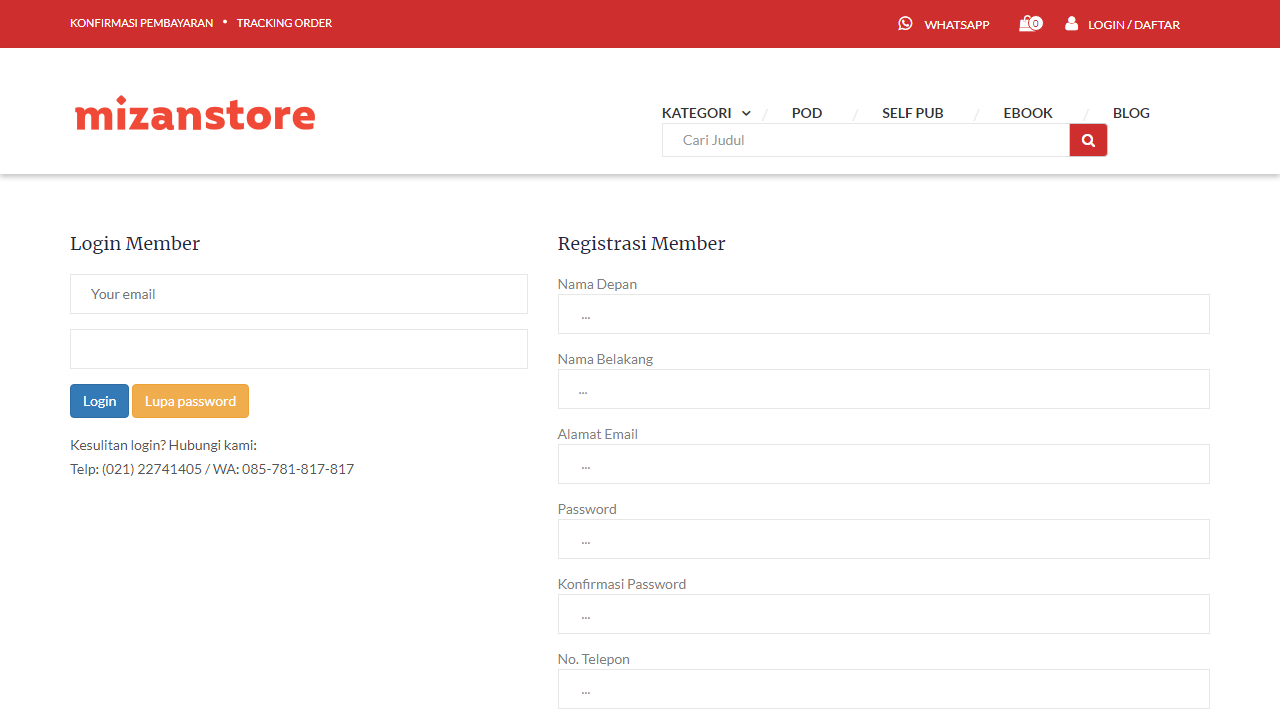 KONFIRMASI PEMBAYARAN • TRACKING ORDER
WHATSAPP 0 LOGIN / DAFTAR
mizanstore
KATEGORI / POD / SELF PUB / EBOOK / BLOG
Cari Judul
Login Member
Your email
Login Lupa password
Kesulitan login? Hubungi kami:
Telp: (021) 22741405 / WA: 085-781-817-817
Registrasi Member
Nama Depan
...
Nama Belakang
...
Alamat Email
...
Password
...
Konfirmasi Password
...
No. Telepon
...